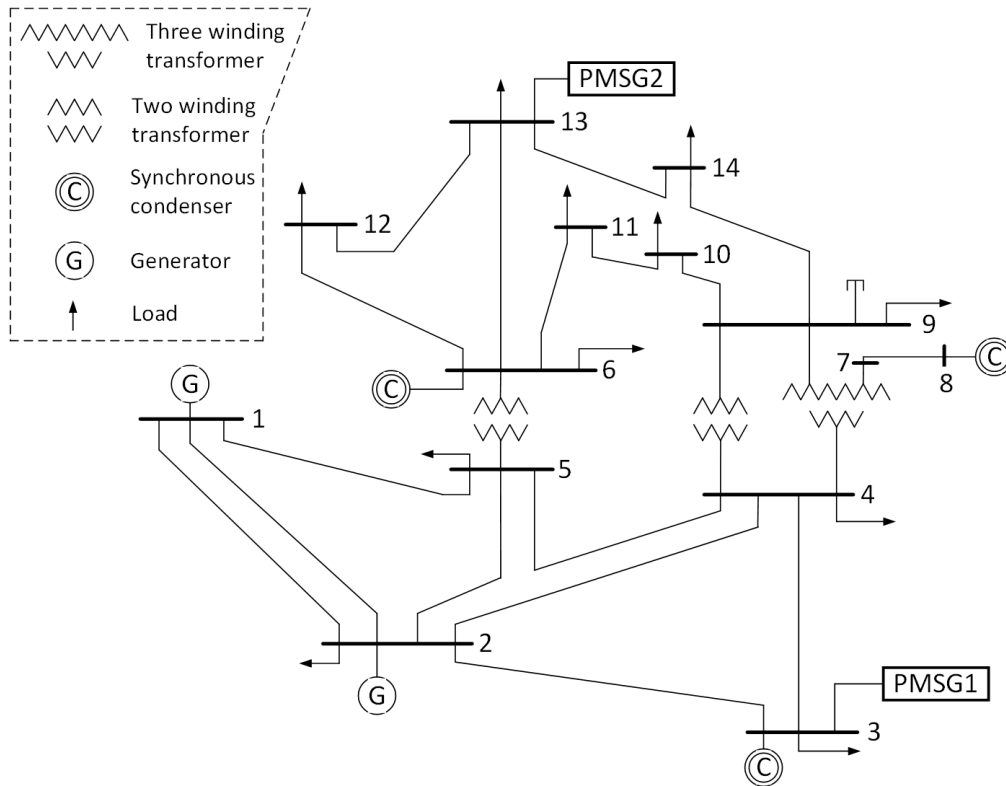 Three winding
transformer
Two winding
transformer
C
Synchronous
condenser
G
Generator
Load
PMSG2
13
14
12
11
10
9
7
8
C
6
C
G
1
5
4
2
G
PMSG1
3
C